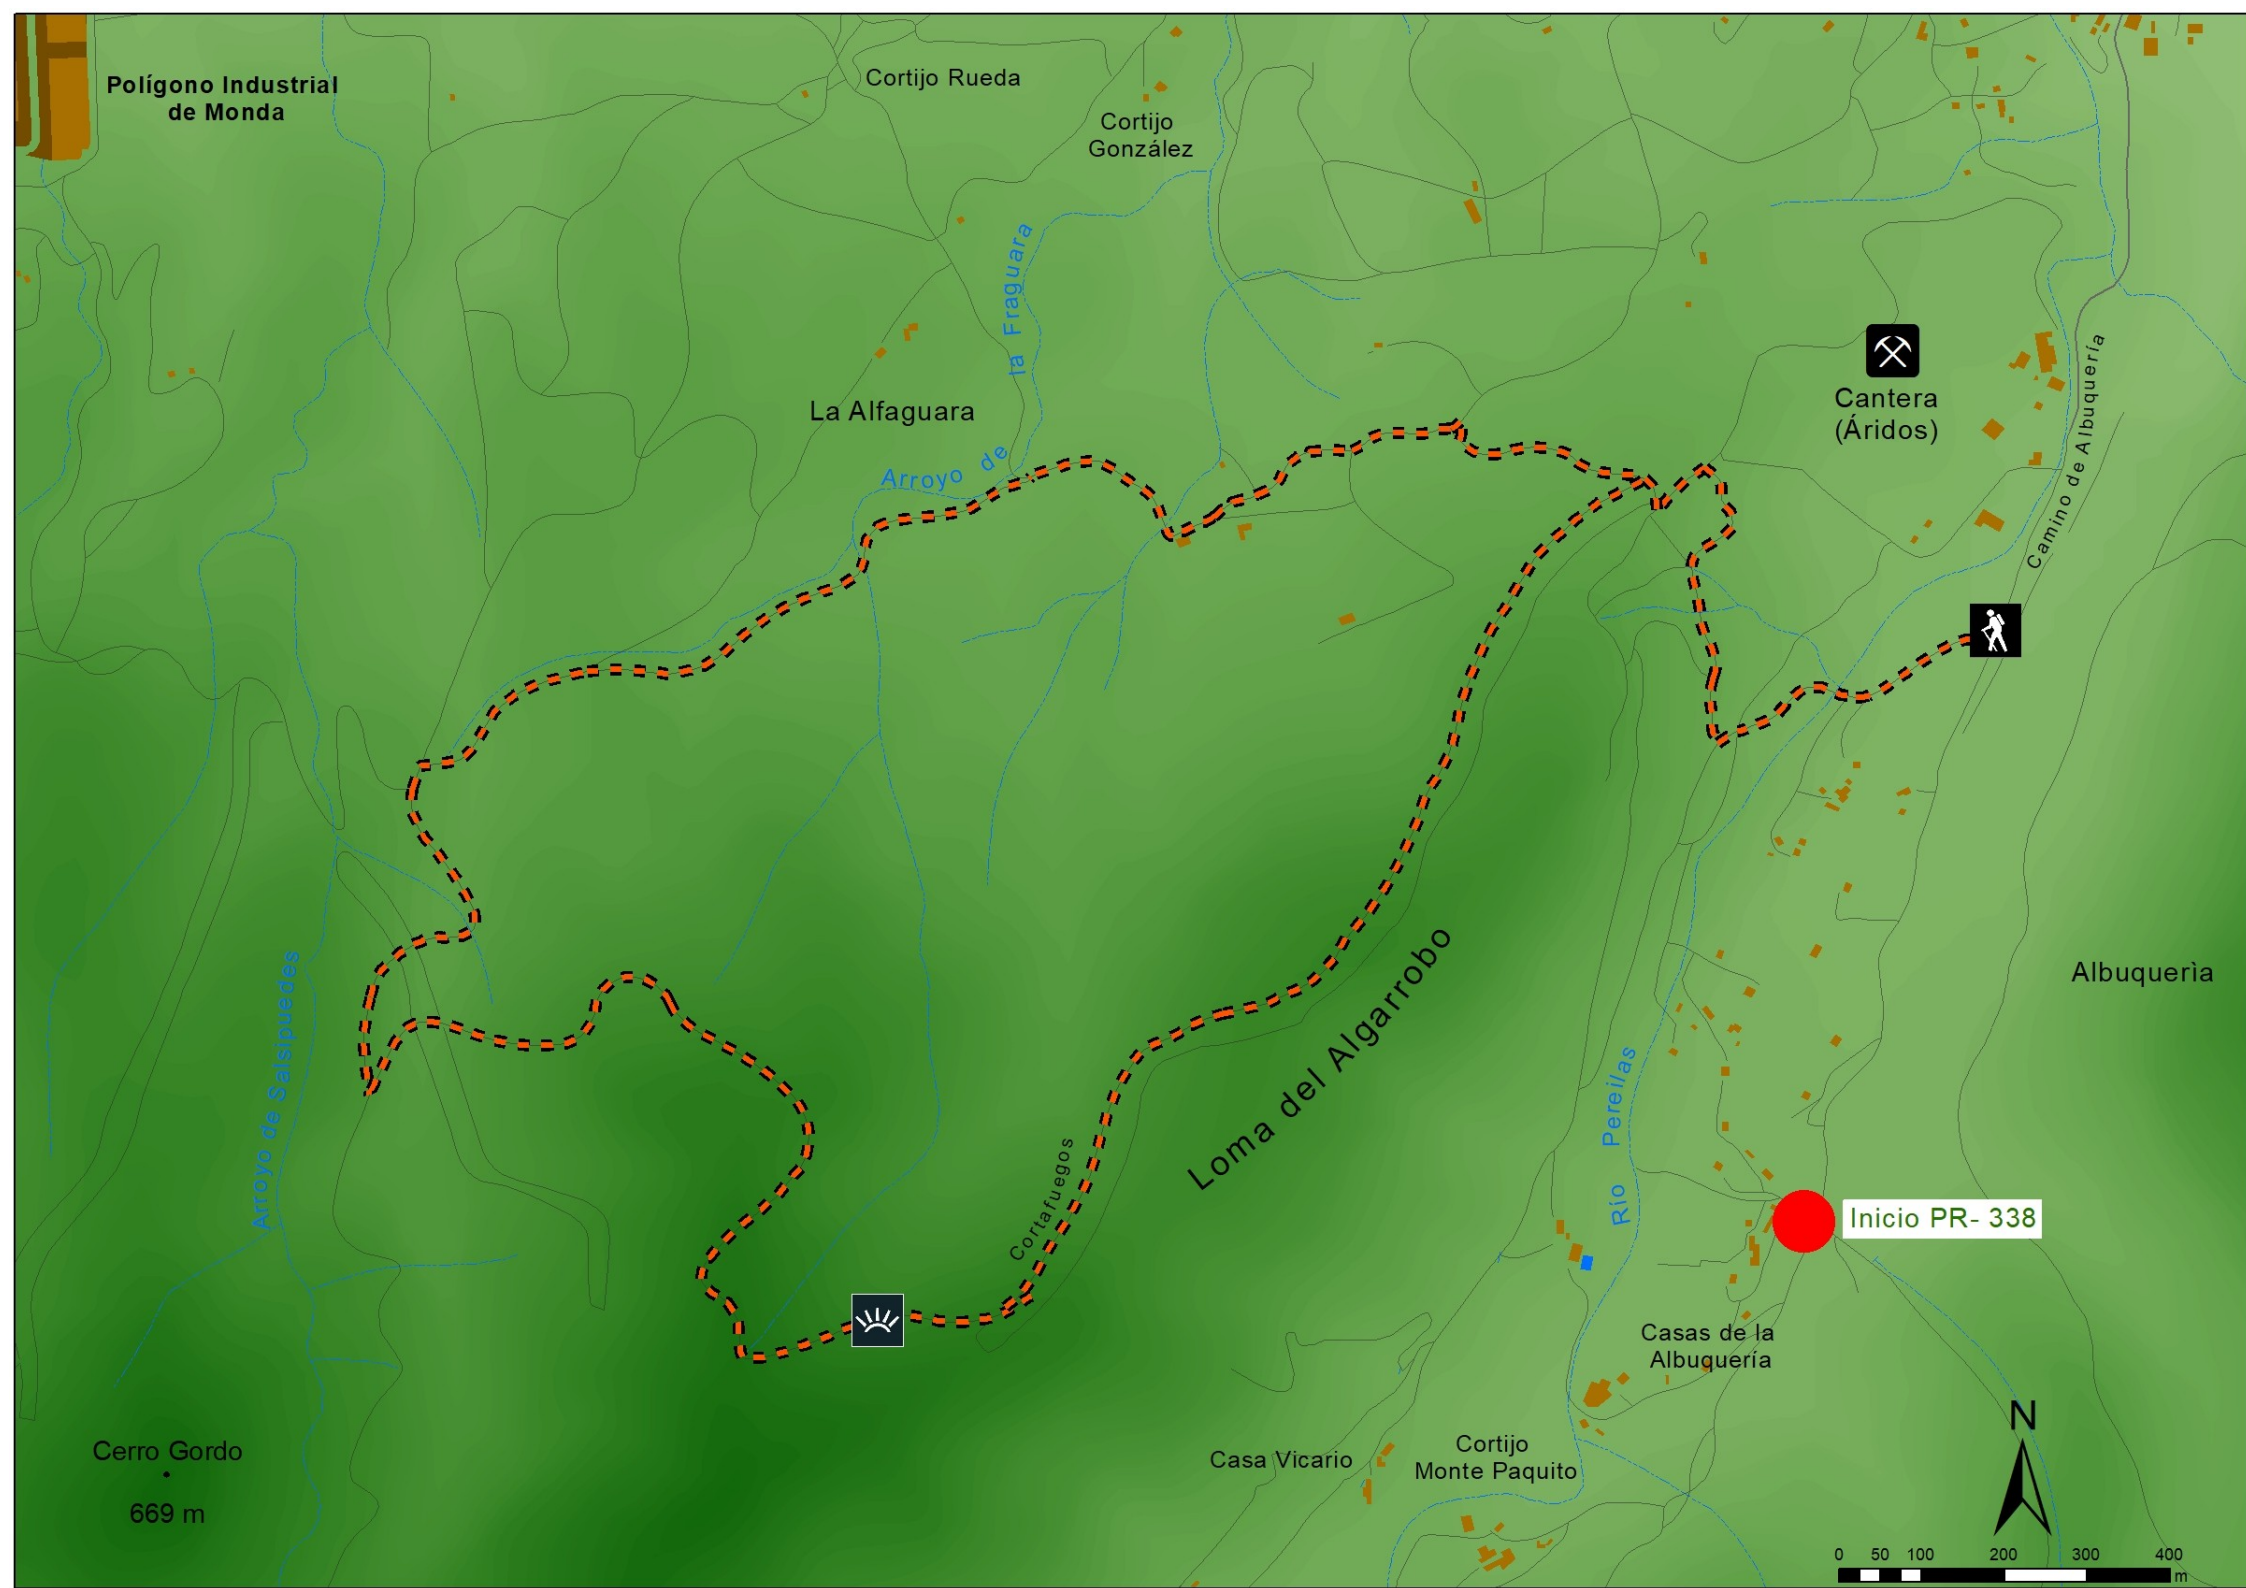 Polígono Industrial
de Monda
Cortijo Rueda
Cortijo
González
la Fraguara
Arroyo de
La Alfaguara
Cantera
(Áridos)
Camino de Albuquería
Albuquerìa
Loma del Algarrobo
Arroyo de Salsipuedes
Cortafuegos
Río Pereilas
Inicio PR- 338
Casas de la
Albuquería
Casa Vicario
Cortijo
Monte Paquito
Cerro Gordo
669 m
N
0 50 100 200 300 400
m